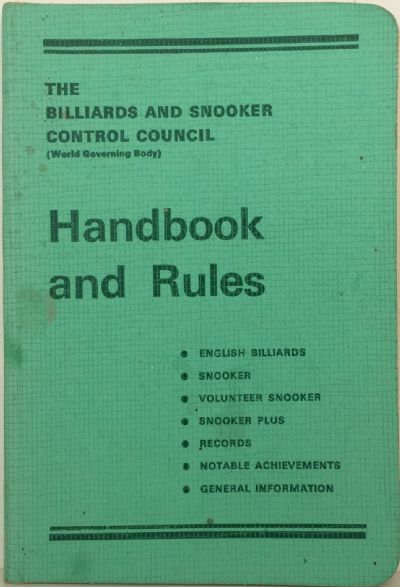 THE
BILLIARDS AND SNOOKER
CONTROL COUNCIL
(World Governing Body)
Handbook
and Rules
• ENGLISH BILLIARDS
• SNOOKER
• VOLUNTEER SNOOKER
• SNOOKER PLUS
• RECORDS
• NOTABLE ACHIEVEMENTS
• GENERAL INFORMATION